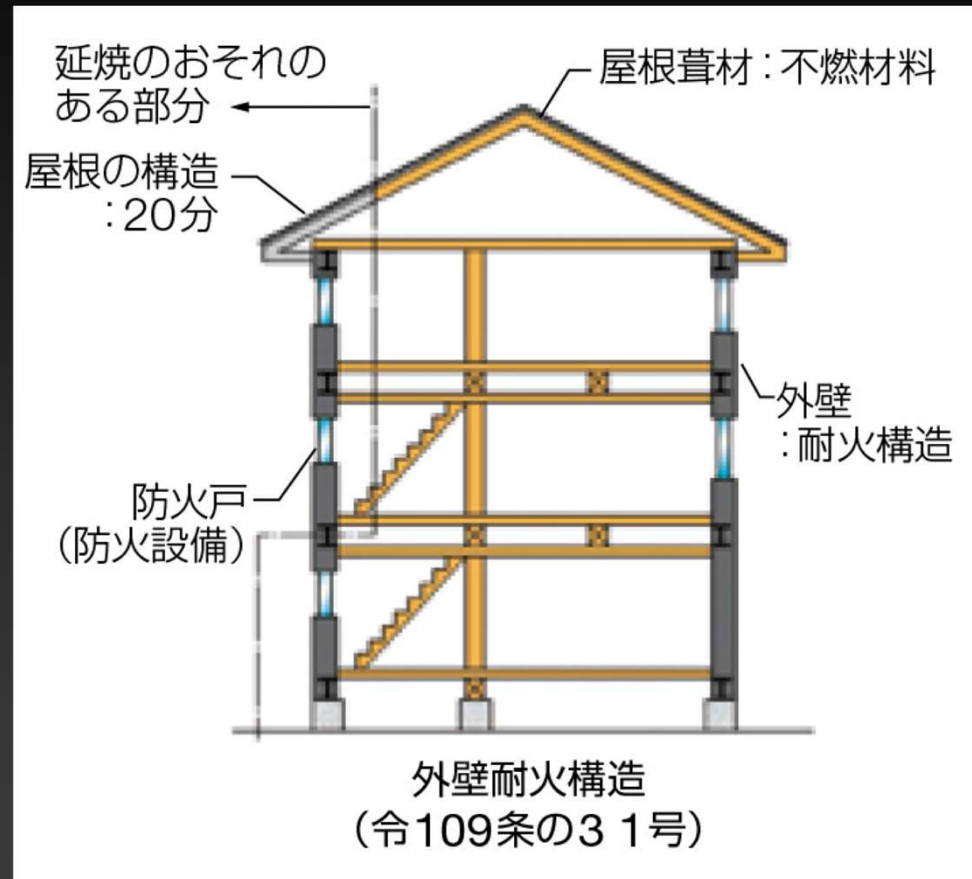 延焼のおそれの
ある部分
屋根葺材：不燃材料
屋根の構造
：20分
外壁
：耐火構造
防火戸
（防火設備）
外壁耐火構造
（令109条の3 1号）